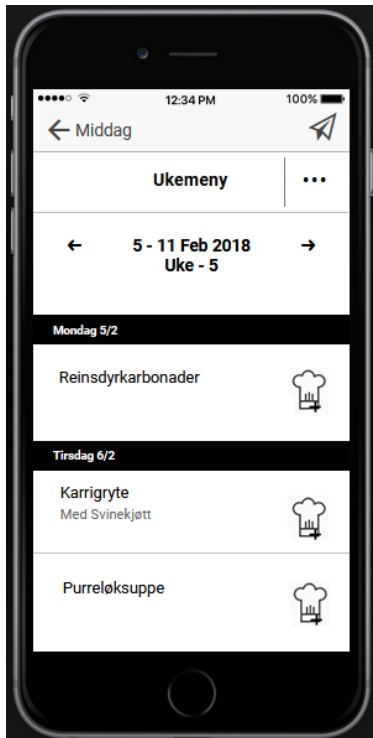 12:34 PM
100%
← Middag
Ukemeny
...
← 5 - 11 Feb 2018 →
Uke - 5
Mondag 5/2
Reinsdyrkarbonader
Tirsdag 6/2
Karrigryte
Med Svinekjøtt
Purreløksuppe